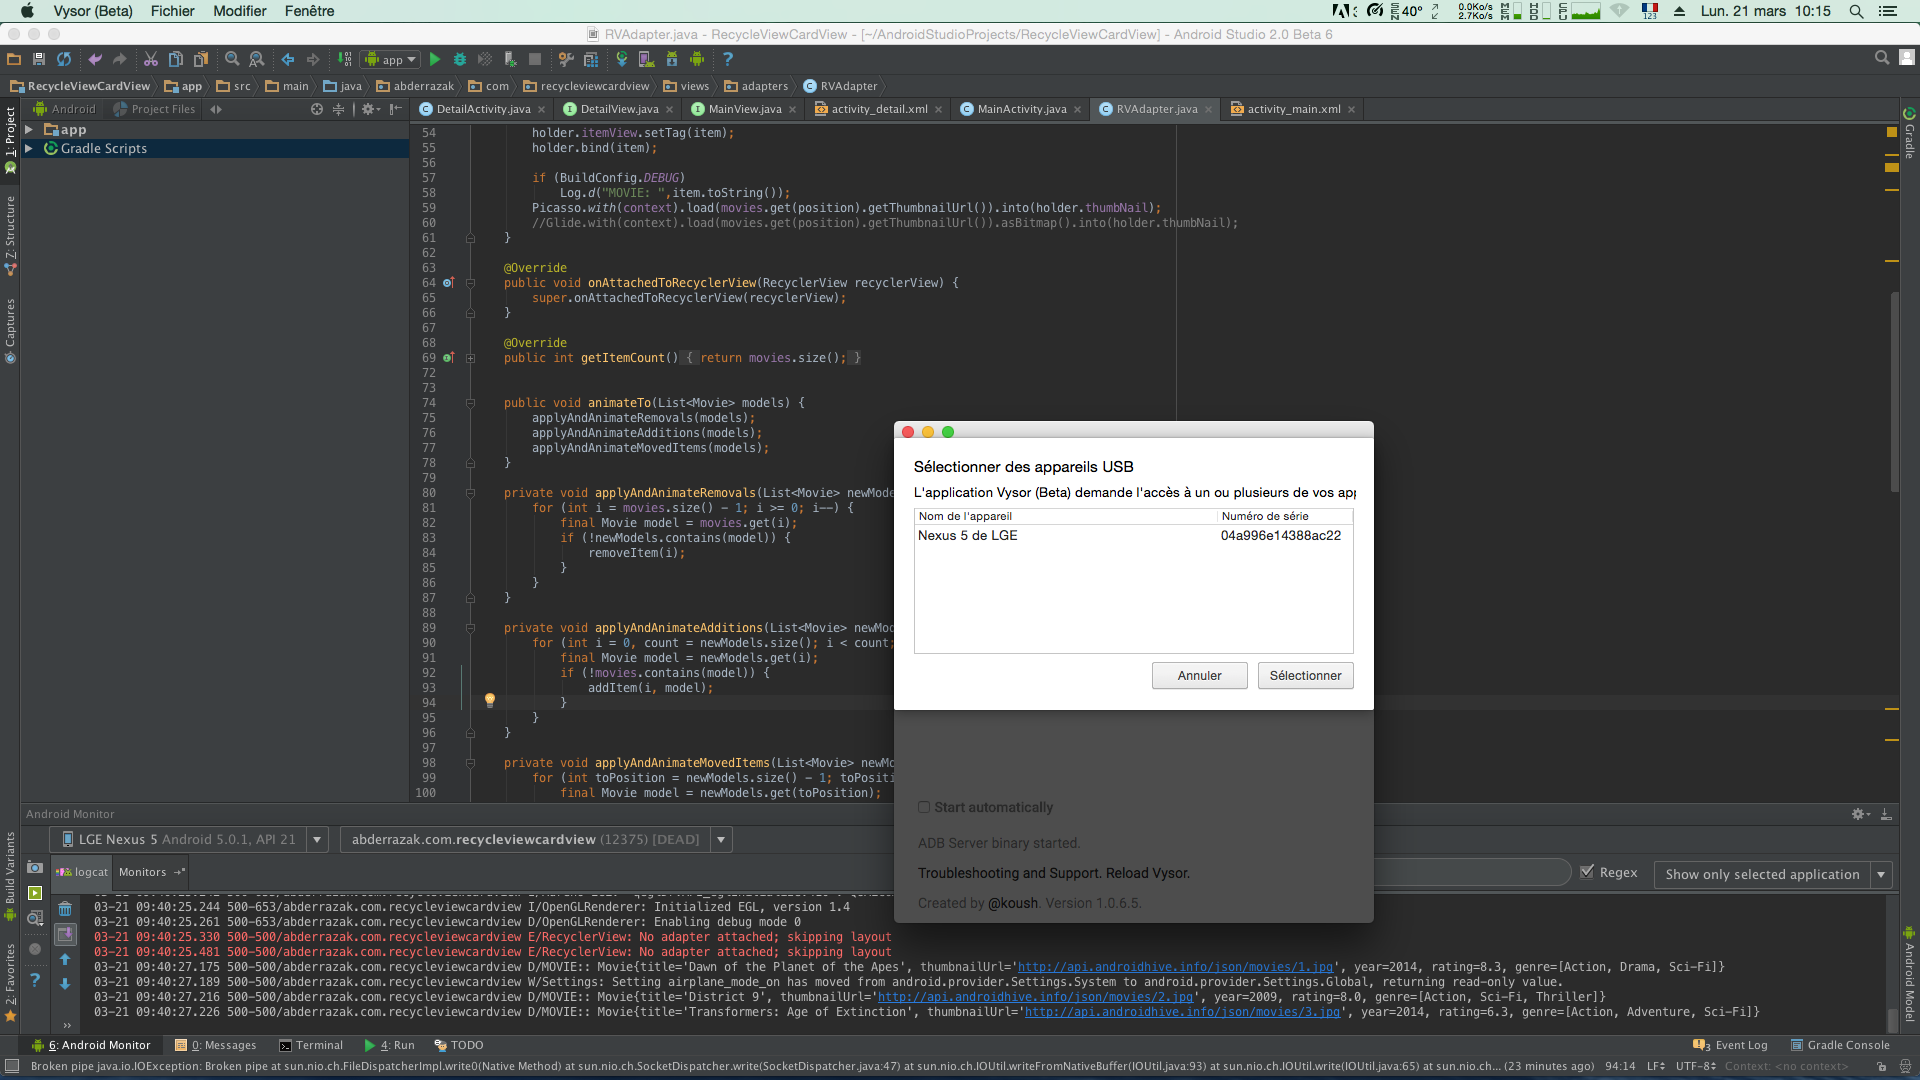 Vysor (Beta) Fichier Modifier Fenêtre
40° 0.0Ko/s 2.7Ko/s Lun. 21 mars 10:15
RVAdapter.java - RecycleViewCardView - [~/AndroidStudioProjects/RecycleViewCardView] - Android Studio 2.0 Beta 6
app
RecycleViewCardView app src main java abderrazak com recycleviewcardview views adapters RVAdapter
Android Project Files
DetailActivity.java DetailView.java MainView.java activity_detail.xml MainActivity.java RVAdapter.java activity_main.xml
1: Project
Z: Structure
Captures
Build Variants
2: Favorites
Gradle
Android Model
app
Gradle Scripts
54 holder.itemView.setTag(item);
55 holder.bind(item);
56
57 if (BuildConfig.DEBUG)
58 Log.d("MOVIE: ",item.toString());
59 Picasso.with(context).load(movies.get(position).getThumbnailUrl()).into(holder.thumbNail);
60 //Glide.with(context).load(movies.get(position).getThumbnailUrl()).asBitmap().into(holder.thumbNail);
61 }
62
63 @Override
64 public void onAttachedToRecyclerView(RecyclerView recyclerView) {
65 super.onAttachedToRecyclerView(recyclerView);
66 }
67
68 @Override
69 public int getItemCount() { return movies.size(); }
72
73
74 public void animateTo(List<Movie> models) {
75 applyAndAnimateRemovals(models);
76 applyAndAnimateAdditions(models);
77 applyAndAnimateMovedItems(models);
78 }
79
80 private void applyAndAnimateRemovals(List<Movie> newMode
81 for (int i = movies.size() - 1; i >= 0; i--) {
82 final Movie model = movies.get(i);
83 if (!newModels.contains(model)) {
84 removeItem(i);
85 }
86 }
87 }
88
89 private void applyAndAnimateAdditions(List<Movie> newMod
90 for (int i = 0, count = newModels.size(); i < count;
91 final Movie model = newModels.get(i);
92 if (!movies.contains(model)) {
93 addItem(i, model);
94 }
95 }
96 }
97
98 private void applyAndAnimateMovedItems(List<Movie> newMo
99 for (int toPosition = newModels.size() - 1; toPositi
100 final Movie model = newModels.get(toPosition);
Sélectionner des appareils USB
L'application Vysor (Beta) demande l'accès à un ou plusieurs de vos app
Nom de l'appareil Numéro de série
Nexus 5 de LGE 04a996e14388ac22
Annuler Sélectionner
Start automatically
ADB Server binary started.
Troubleshooting and Support. Reload Vysor.
Created by @koush. Version 1.0.6.5.
Android Monitor
LGE Nexus 5 Android 5.0.1, API 21 abderrazak.com.recycleviewcardview (12375) [DEAD]
logcat Monitors Regex Show only selected application
03-21 09:40:25.244 500-653/abderrazak.com.recycleviewcardview I/OpenGLRenderer: Initialized EGL, version 1.4
03-21 09:40:25.261 500-653/abderrazak.com.recycleviewcardview D/OpenGLRenderer: Enabling debug mode 0
03-21 09:40:25.330 500-500/abderrazak.com.recycleviewcardview E/RecyclerView: No adapter attached; skipping layout
03-21 09:40:25.481 500-500/abderrazak.com.recycleviewcardview E/RecyclerView: No adapter attached; skipping layout
03-21 09:40:27.175 500-500/abderrazak.com.recycleviewcardview D/MOVIE:: Movie{title='Dawn of the Planet of the Apes', thumbnailUrl='http://api.androidhive.info/json/movies/1.jpg', year=2014, rating=8.3, genre=[Action, Drama, Sci-Fi]}
03-21 09:40:27.189 500-500/abderrazak.com.recycleviewcardview W/Settings: Setting airplane_mode_on has moved from android.provider.Settings.System to android.provider.Settings.Global, returning read-only value.
03-21 09:40:27.216 500-500/abderrazak.com.recycleviewcardview D/MOVIE:: Movie{title='District 9', thumbnailUrl='http://api.androidhive.info/json/movies/2.jpg', year=2009, rating=8.0, genre=[Action, Sci-Fi, Thriller]}
03-21 09:40:27.226 500-500/abderrazak.com.recycleviewcardview D/MOVIE:: Movie{title='Transformers: Age of Extinction', thumbnailUrl='http://api.androidhive.info/json/movies/3.jpg', year=2014, rating=6.3, genre=[Action, Adventure, Sci-Fi]}
6: Android Monitor 0: Messages Terminal 4: Run TODO 3 Event Log Gradle Console
Broken pipe java.io.IOException: Broken pipe at sun.nio.ch.FileDispatcherImpl.write0(Native Method) at sun.nio.ch.SocketDispatcher.write(SocketDispatcher.java:47) at sun.nio.ch.IOUtil.writeFromNativeBuffer(IOUtil.java:93) at sun.nio.ch.IOUtil.write(IOUtil.java:65) at sun.nio.ch... (23 minutes ago) 94:14 LF UTF-8 Context: <no context>